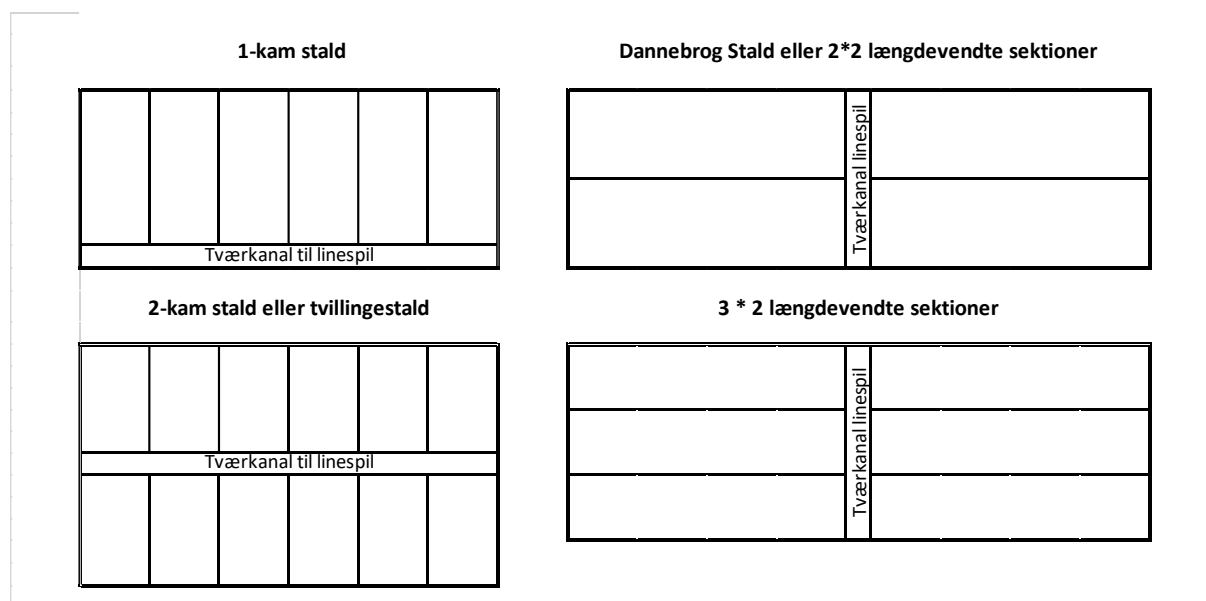 1-kam stald
Tværkanal til linespil
Dannebrog Stald eller 2*2 længdevendte sektioner
Tværkanal linespil
2-kam stald eller tvillingestald
Tværkanal til linespil
3 * 2 længdevendte sektioner
Tværkanal linespil